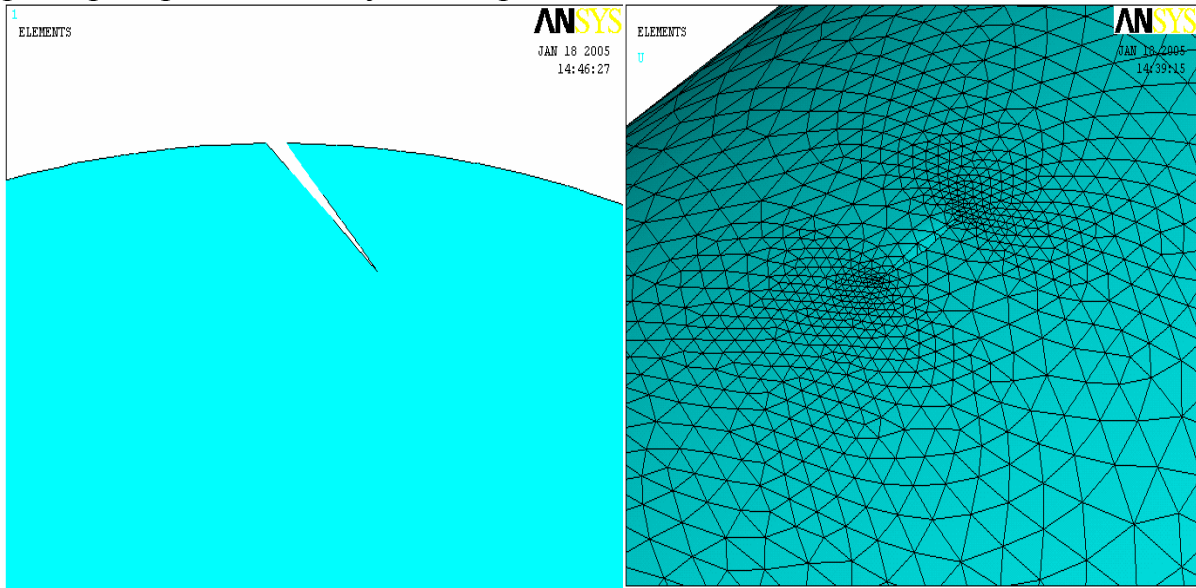 1
ELEMENTS
ANSYS
JAN 18 2005
14:46:27
ELEMENTS
U
ANSYS
JAN 18 2005
14:39:15